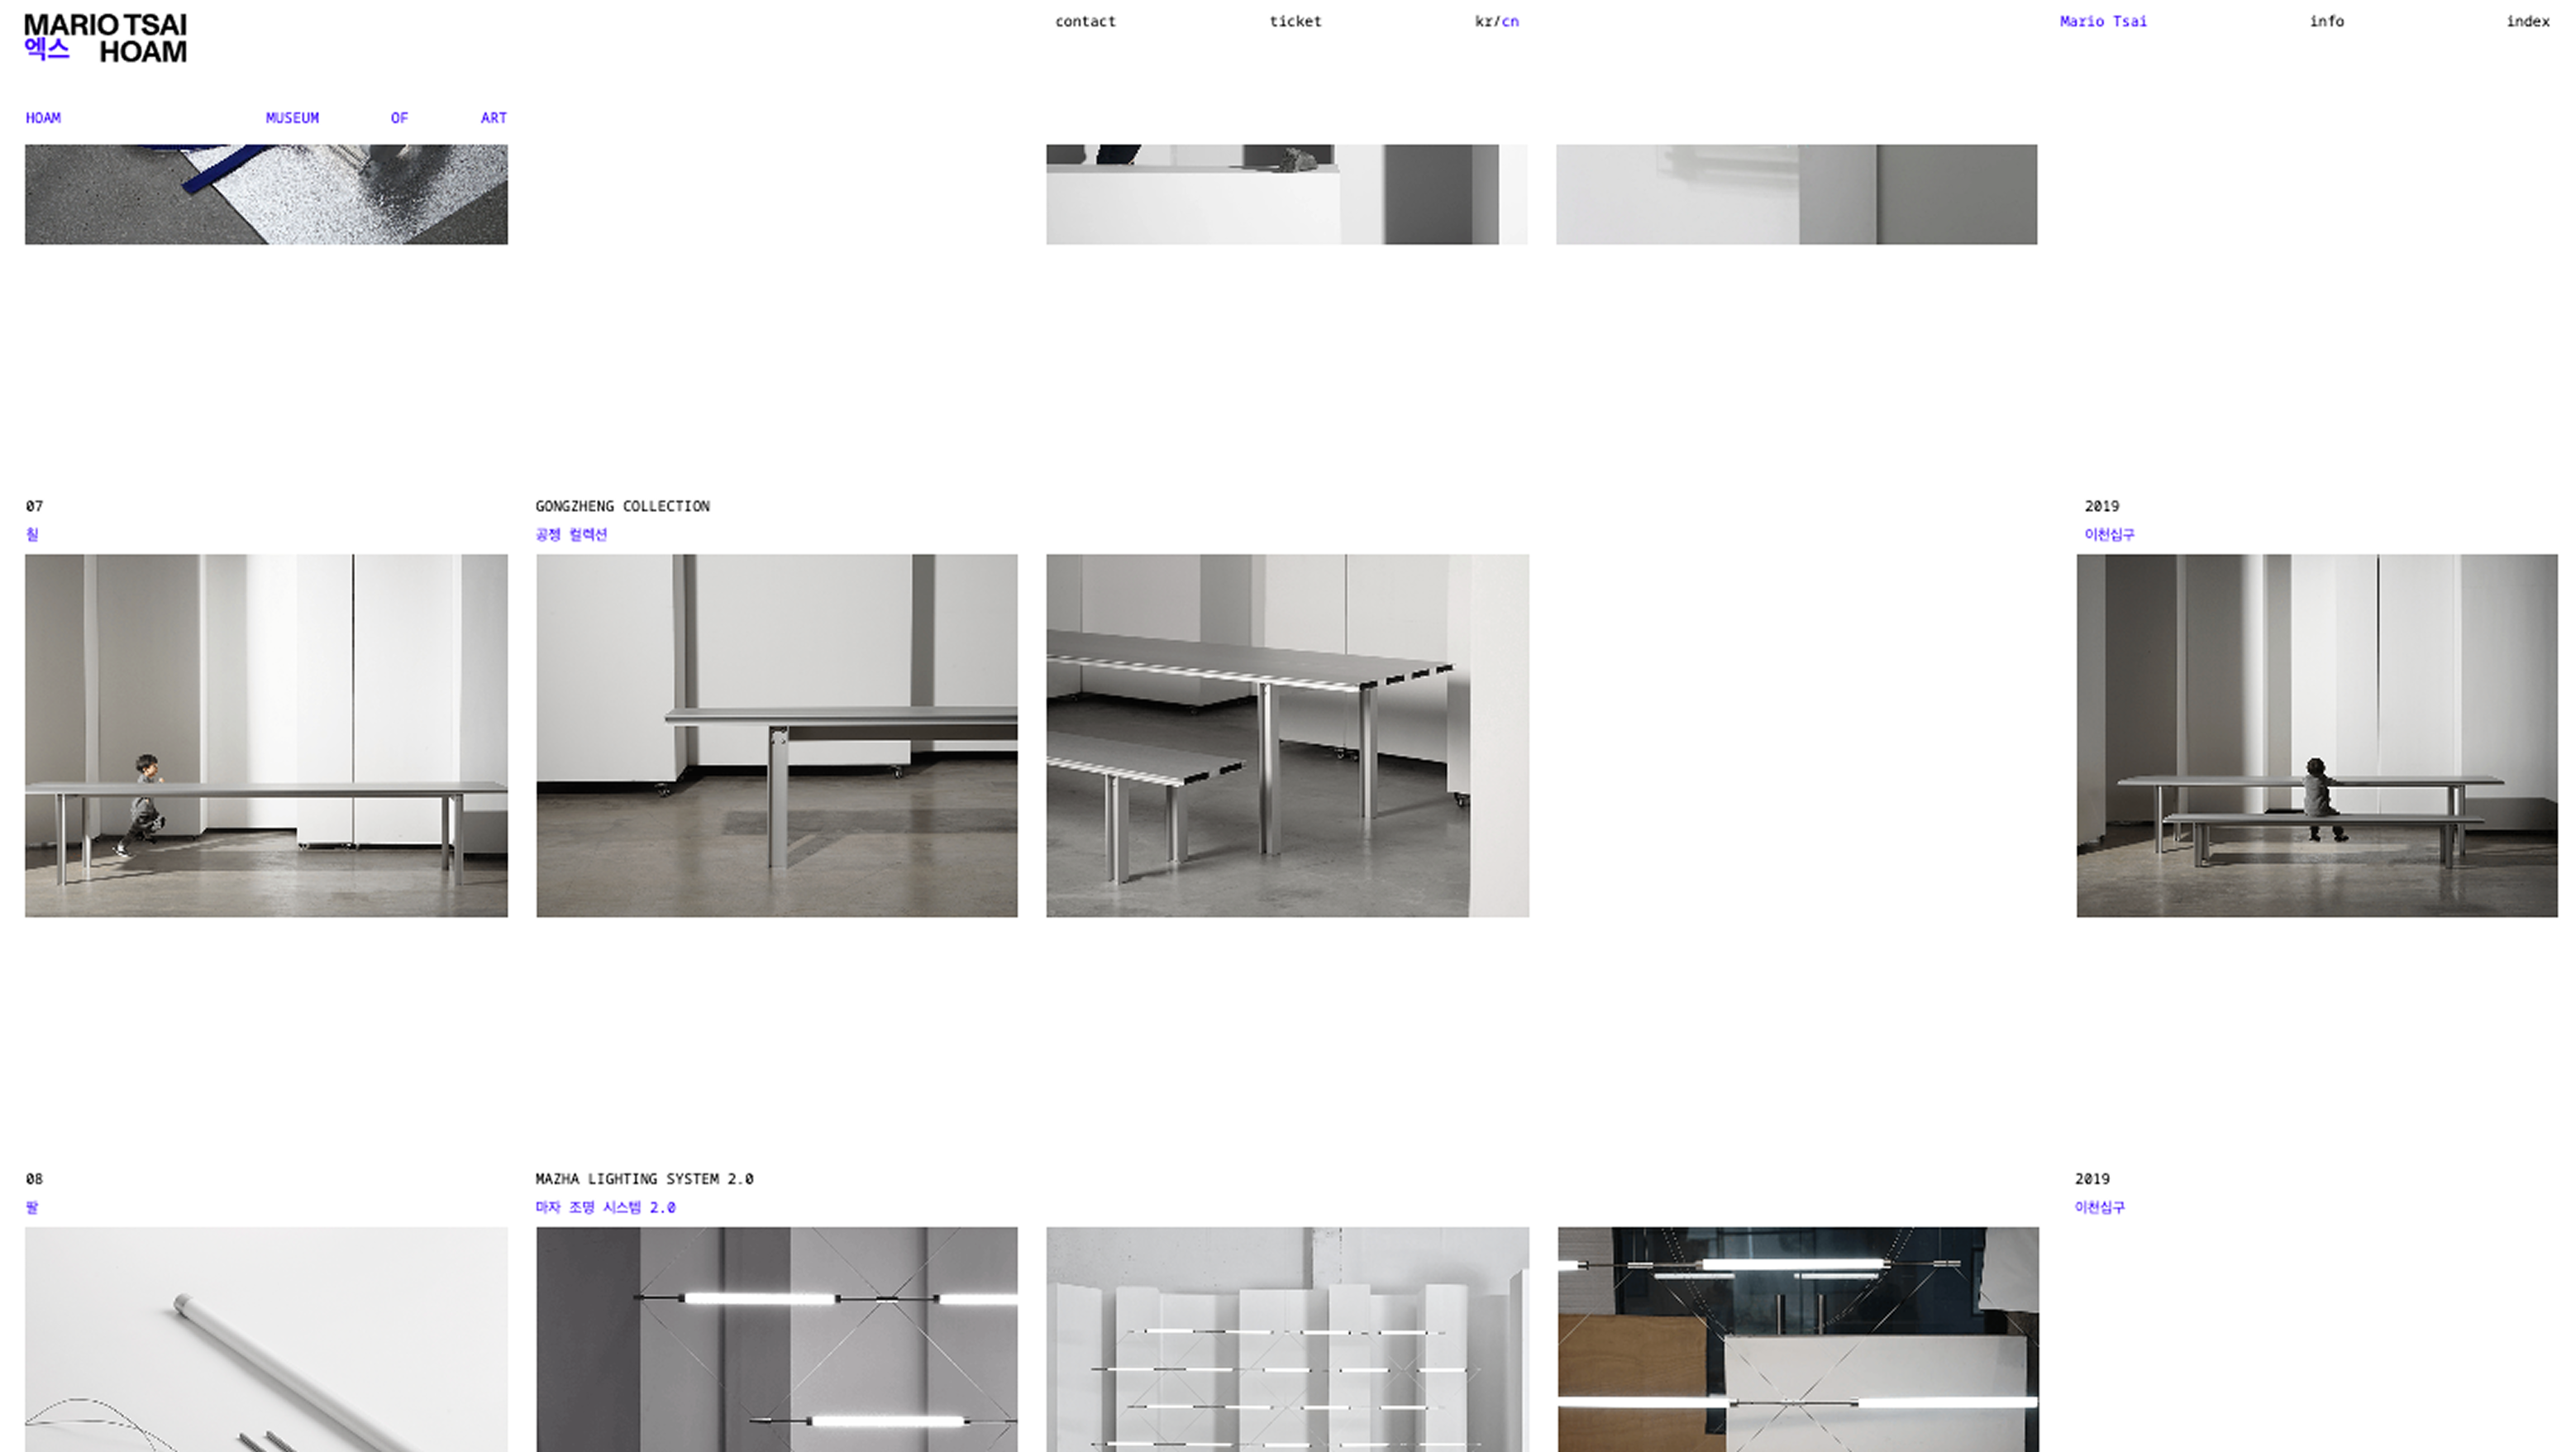 MARIO TSAI
엑스 HOAM
contact ticket kr/cn
Mario Tsai info index
HOAM MUSEUM OF ART
07 GONGZHENG COLLECTION 2019
칠 공쩡 컬렉션 이천십구
08 MAZHA LIGHTING SYSTEM 2.0 2019
팔 마자 조명 시스템 2.0 이천십구